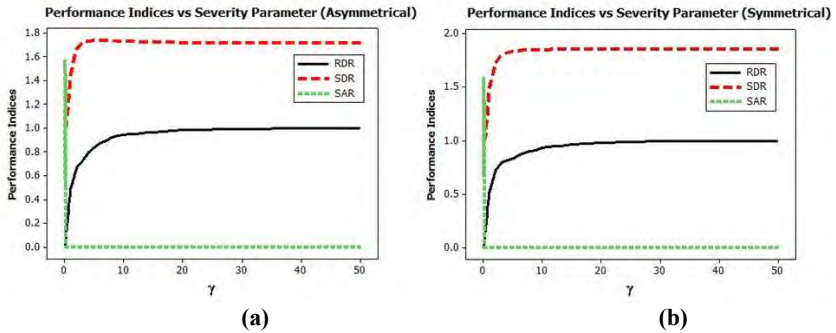 Performance Indices vs Severity Parameter (Asymmetrical)
Performance Indices
1.8
1.6
1.4
1.2
1.0
0.8
0.6
0.4
0.2
0.0
RDR
SDR
SAR
0 10 20 30 40 50
γ
(a)
Performance Indices vs Severity Parameter (Symmetrical)
Performance Indices
2.0
1.5
1.0
0.5
0.0
RDR
SDR
SAR
0 10 20 30 40 50
γ
(b)